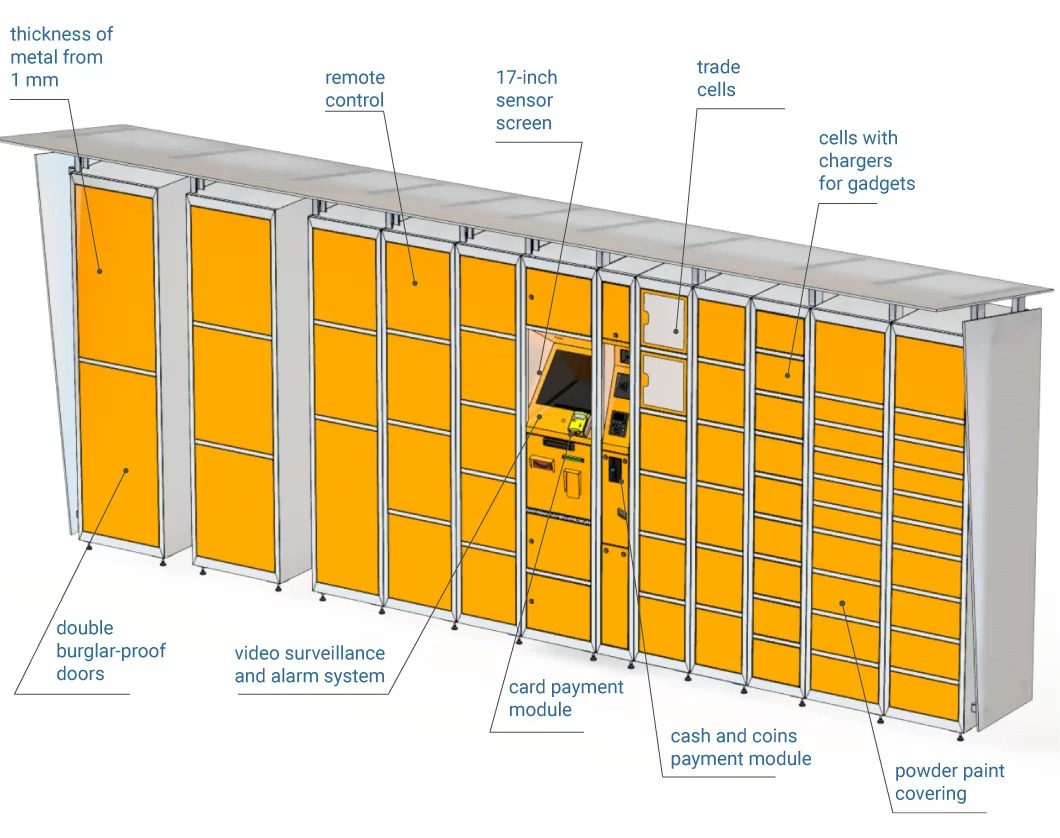 thickness of
metal from
1 mm
remote
control
17-inch
sensor
screen
trade
cells
cells with
chargers
for gadgets
double
burglar-proof
doors
video surveillance
and alarm system
card payment
module
cash and coins
payment module
powder paint
covering